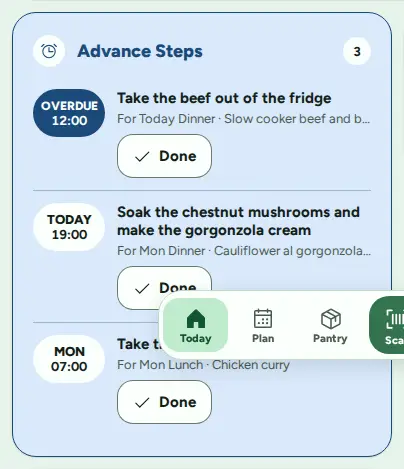 Advance Steps
3
OVERDUE
12:00
Take the beef out of the fridge
For Today Dinner · Slow cooker beef and b...
Done
TODAY
19:00
Soak the chestnut mushrooms and
make the gorgonzola cream
For Mon Dinner · Cauliflower al gorgonzola...
Done
MON
07:00
Take
For Mon Lunch · Chicken curry
Done
Today
Plan
Pantry